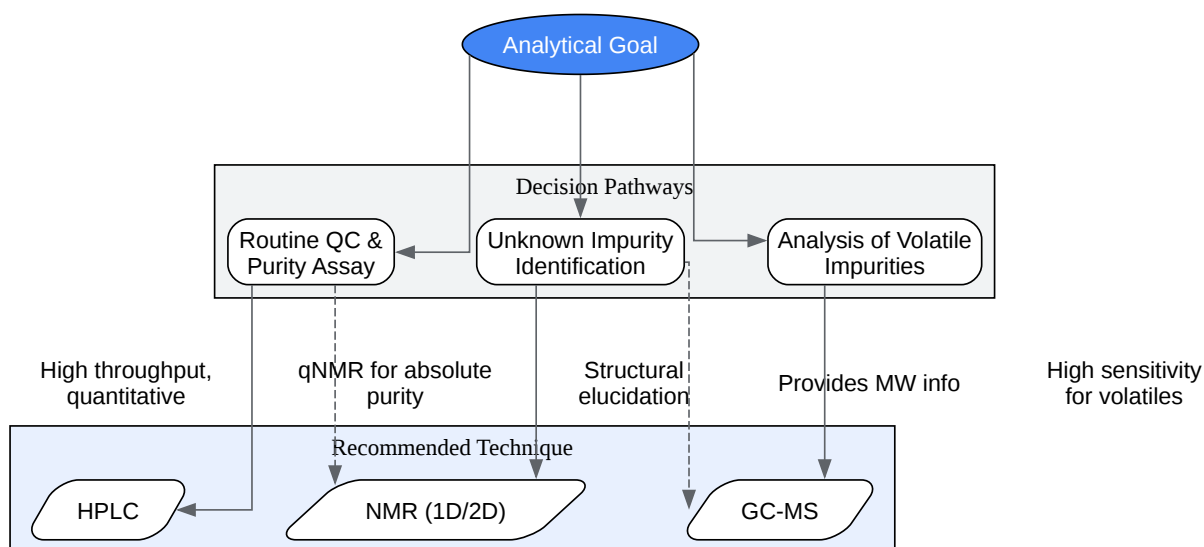 Analytical Goal
Decision Pathways
Routine QC &
Purity Assay
Unknown Impurity
Identification
Analysis of Volatile
Impurities
High throughput,
quantitative
qNMR for absolute
purity
Structural
elucidation
Provides MW info
High sensitivity
for volatiles
Recommended Technique
HPLC
NMR (1D/2D)
GC-MS